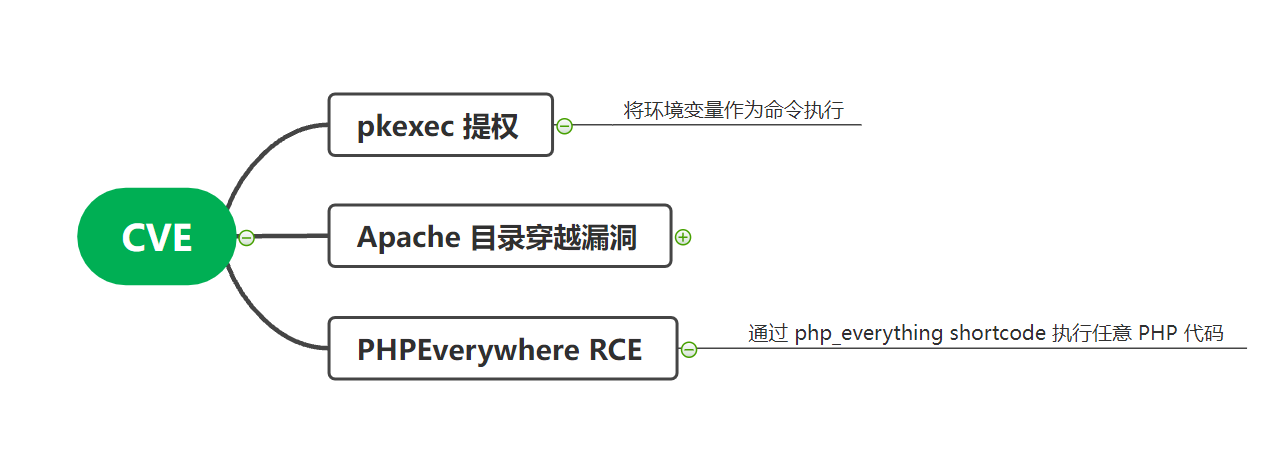 CVE
pkexec 提权
将环境变量作为命令执行
Apache 目录穿越漏洞
PHPEverywhere RCE
通过 php_everything shortcode 执行任意 PHP 代码